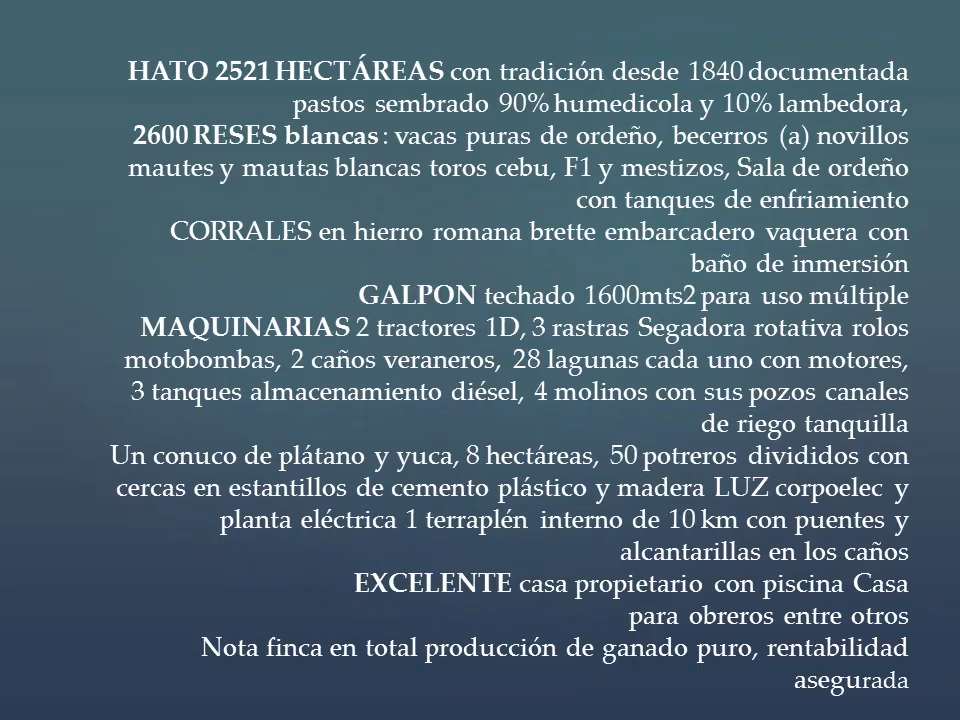 HATO 2521 HECTÁREAS con tradición desde 1840 documentada
pastos sembrado 90% humedicola y 10% lambedora,
2600 RESES blancas: vacas puras de ordeño, becerros (a) novillos
mautes y mautas blancas toros cebu, F1 y mestizos, Sala de ordeño
con tanques de enfriamiento
CORRALES en hierro romana brette embarcadero vaquera con
baño de inmersión
GALPON techado 1600mts2 para uso múltiple
MAQUINARIAS 2 tractores 1D, 3 rastras Segadora rotativa rolos
motobombas, 2 caños veraneros, 28 lagunas cada uno con motores,
3 tanques almacenamiento diésel, 4 molinos con sus pozos canales
de riego tanquilla
Un conuco de plátano y yuca, 8 hectáreas, 50 potreros divididos con
cercas en estantillos de cemento plástico y madera LUZ corpoelec y
planta eléctrica 1 terraplén interno de 10 km con puentes y
alcantarillas en los caños
EXCELENTE casa propietario con piscina Casa
para obreros entre otros
Nota finca en total producción de ganado puro, rentabilidad
asegurada